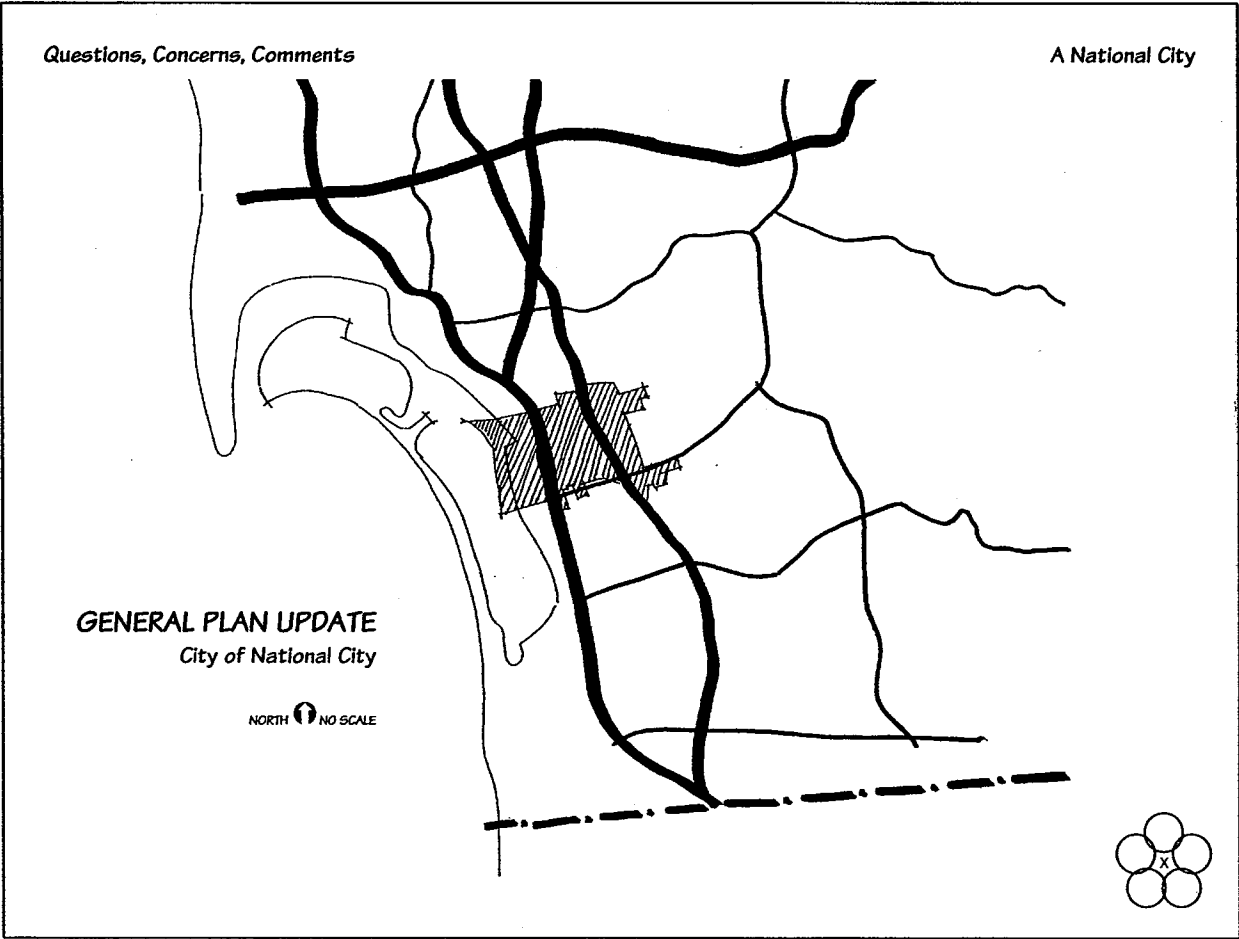 Questions, Concerns, Comments
A National City
GENERAL PLAN UPDATE
City of National City
NORTH NO SCALE
X